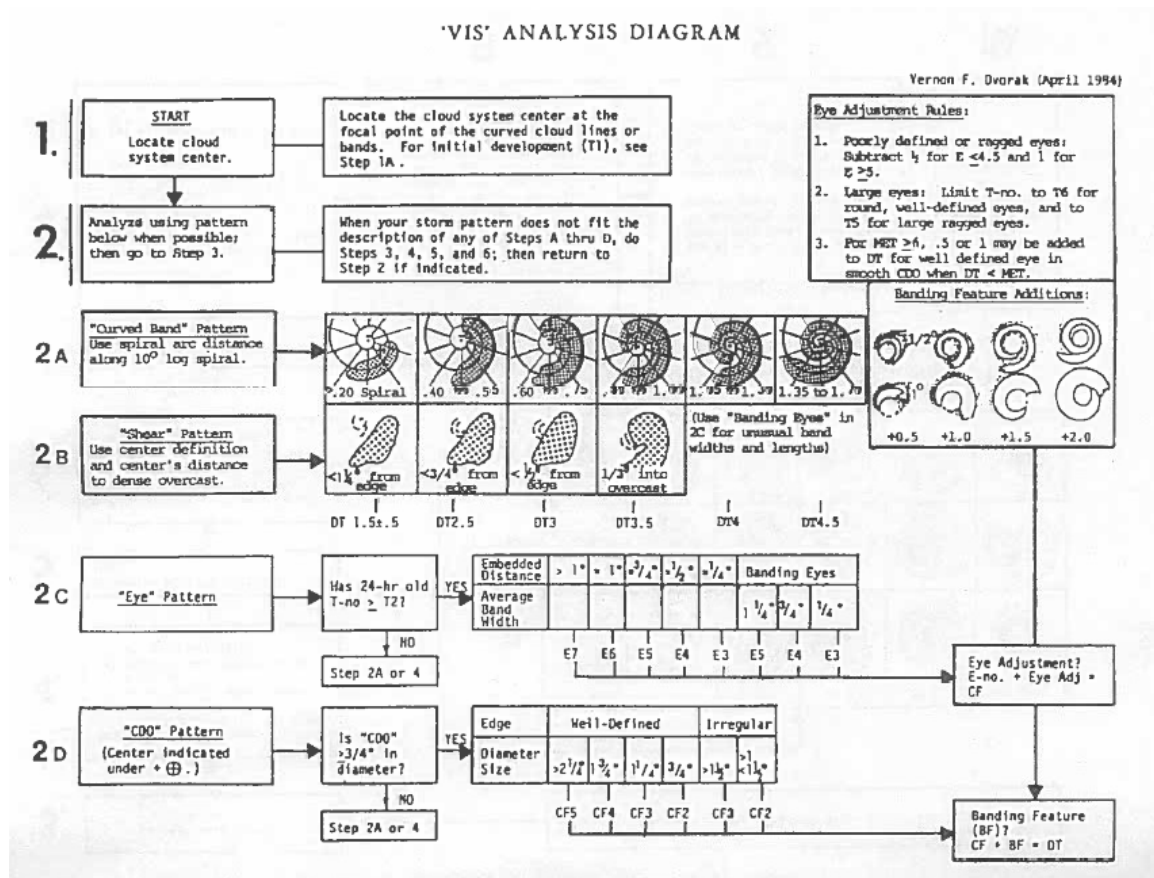 'VIS' ANALYSIS DIAGRAM
Vernon F. Dvorak (April 1984)
1.
START
Locate cloud
system center.
Locate the cloud system center at the
focal point of the curved cloud lines or
bands. For initial development (T1), see
Step 1A.
Eye Adjustment Rules:
1. Poorly defined or ragged eyes:
Subtract ½ for E ≤4.5 and 1 for
E ≥5.
2. Large eyes: Limit T-no. to T6 for
round, well-defined eyes, and to
T5 for large ragged eyes.
3. For MET ≥6, .5 or 1 may be added
to DT for well defined eye in
smooth CDO when DT < MET.
2.
Analyze using pattern
below when possible;
then go to Step 3.
When your storm pattern does not fit the
description of any of Steps A thru D, do
Steps 3, 4, 5, and 6; then return to
Step 2 if indicated.
Banding Feature Additions:
1/2°
1°
+0.5 +1.0 +1.5 +2.0
2A
"Curved Band" Pattern
Use spiral arc distance
along 10° log spiral.
.20 Spiral
.40 .55
.60 .75
1.35 to 1.
2B
"Shear" Pattern
Use center definition
and center's distance
to dense overcast.
<1¼° from
edge
<3/4° from
edge
<½° from
edge
1/3° into
overcast
(Use "Banding Eyes" in
2C for unusual band
widths and lengths)
DT 1.5±.5 DT2.5 DT3 DT3.5 DT4 DT4.5
2C
"Eye" Pattern
Has 24-hr old
T-no ≥ T2?
YES
NO
Step 2A or 4
Embedded
Distance
> 1° = 1° =3/4° =1/2° =1/4° Banding Eyes
Average
Band
Width
1 1/4° 3/4° 1/4°
E7 E6 E5 E4 E3 E5 E4 E3
Eye Adjustment?
E-no. + Eye Adj =
CF
2D
"CDO" Pattern
(Center indicated
under + ⊕.)
Is "CDO"
≥3/4° in
diameter?
YES
NO
Step 2A or 4
Edge Well-Defined Irregular
Diameter
Size
>2 1/4° 1 3/4° 1 1/4° 3/4° >1½° >1 <1½°
CF5 CF4 CF3 CF2 CF3 CF2
Banding Feature
(BF)?
CF + BF = DT